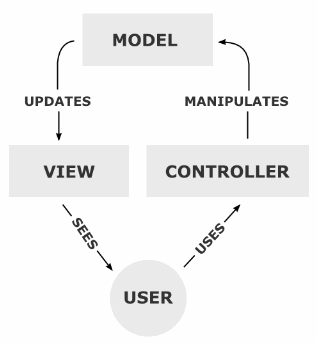 MODEL
UPDATES
MANIPULATES
VIEW
CONTROLLER
SEES
USES
USER